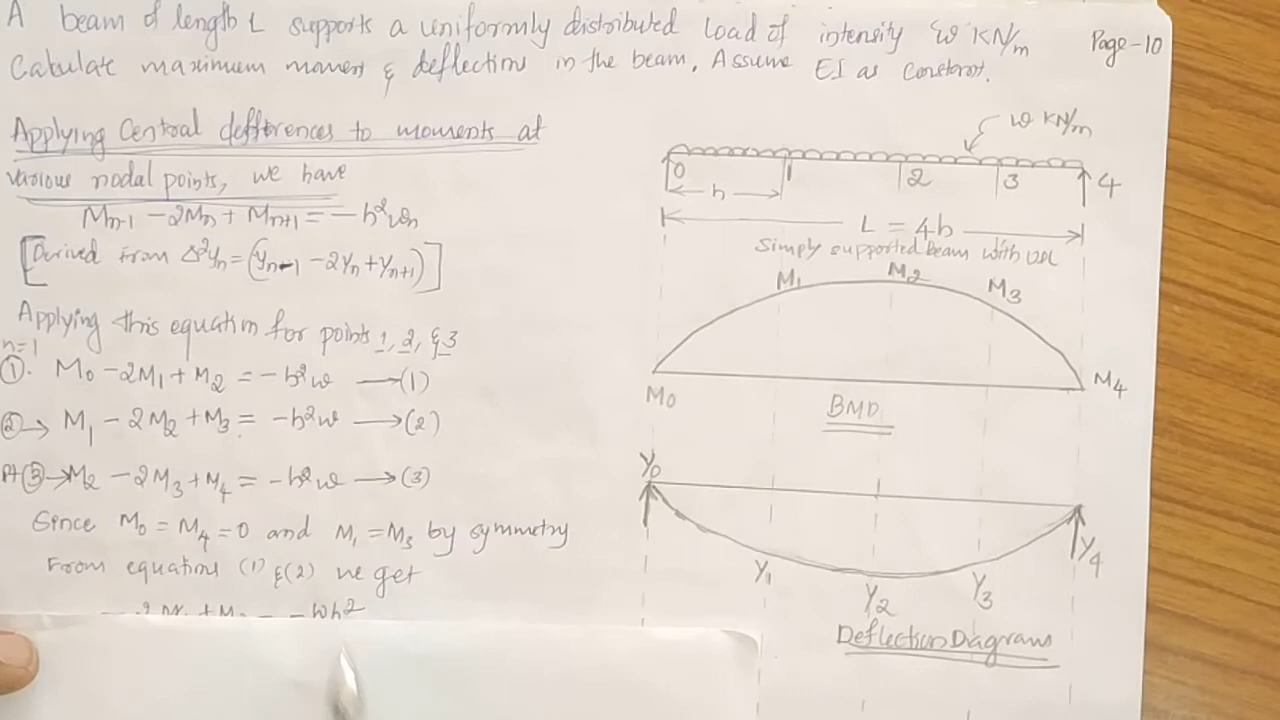 A beam of length L supports a uniformly distributed load of intensity w KN/m
Page-10
Calculate maximum moment & deflections in the beam, Assume EI as constant.
Applying Central defferences to moments at
various nodal points, we have
Mn-1 - 2Mn + Mn+1 = -h²wn
[Derived From Δ²yn = (yn-1 - 2yn + yn+1)]
Applying this equation for points 1, 2, & 3
n=1
①. M0 - 2M1 + M2 = -h²w →(1)
②→ M1 - 2M2 + M3 = -h²w →(2)
Pt ③→ M2 - 2M3 + M4 = -h²w →(3)
Since M0 = M4 = 0 and M1 = M3 by symmetry
From equations (1) & (2) we get
w KN/m
0 1 2 3 4
h
L = 4h
Simply supported beam with UDL
M1 M2 M3
M0 M4
BMD
Y0
Y1 Y2 Y3 Y4
Deflection Diagrams